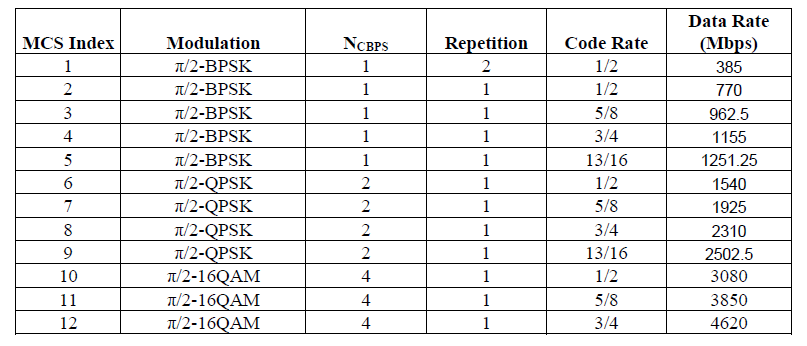 MCS Index Modulation NCBPS Repetition Code Rate Data Rate (Mbps)
1 π/2-BPSK 1 2 1/2 385
2 π/2-BPSK 1 1 1/2 770
3 π/2-BPSK 1 1 5/8 962.5
4 π/2-BPSK 1 1 3/4 1155
5 π/2-BPSK 1 1 13/16 1251.25
6 π/2-QPSK 2 1 1/2 1540
7 π/2-QPSK 2 1 5/8 1925
8 π/2-QPSK 2 1 3/4 2310
9 π/2-QPSK 2 1 13/16 2502.5
10 π/2-16QAM 4 1 1/2 3080
11 π/2-16QAM 4 1 5/8 3850
12 π/2-16QAM 4 1 3/4 4620